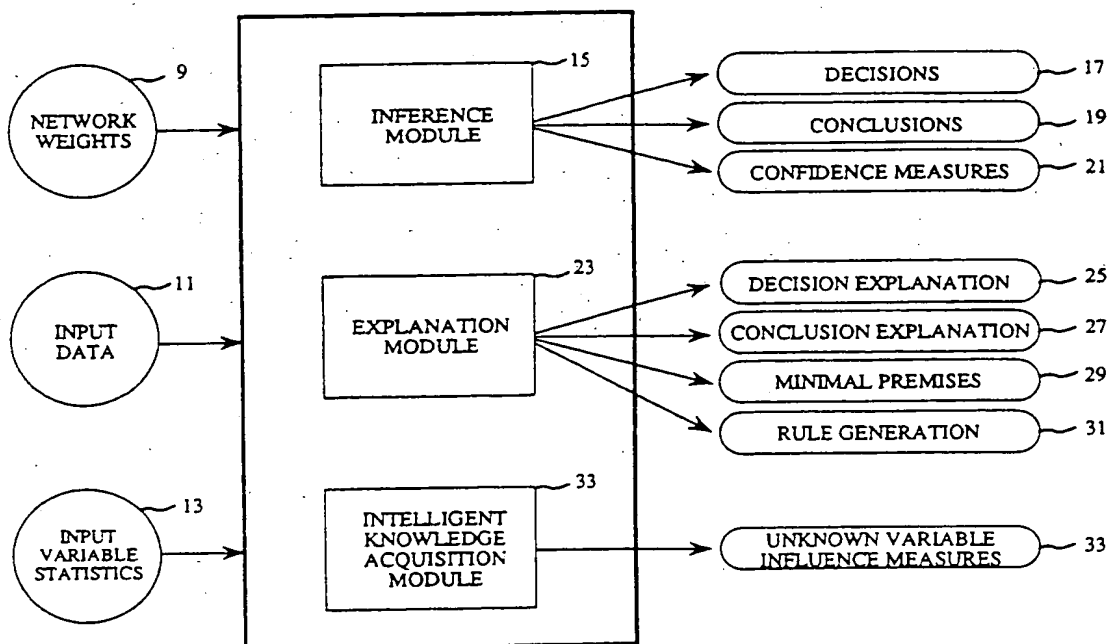 9
NETWORK
WEIGHTS
11
INPUT
DATA
13
INPUT
VARIABLE
STATISTICS
15
INFERENCE
MODULE
23
EXPLANATION
MODULE
33
INTELLIGENT
KNOWLEDGE
ACQUISITION
MODULE
DECISIONS
17
CONCLUSIONS
19
CONFIDENCE MEASURES
21
DECISION EXPLANATION
25
CONCLUSION EXPLANATION
27
MINIMAL PREMISES
29
RULE GENERATION
31
UNKNOWN VARIABLE
INFLUENCE MEASURES
33